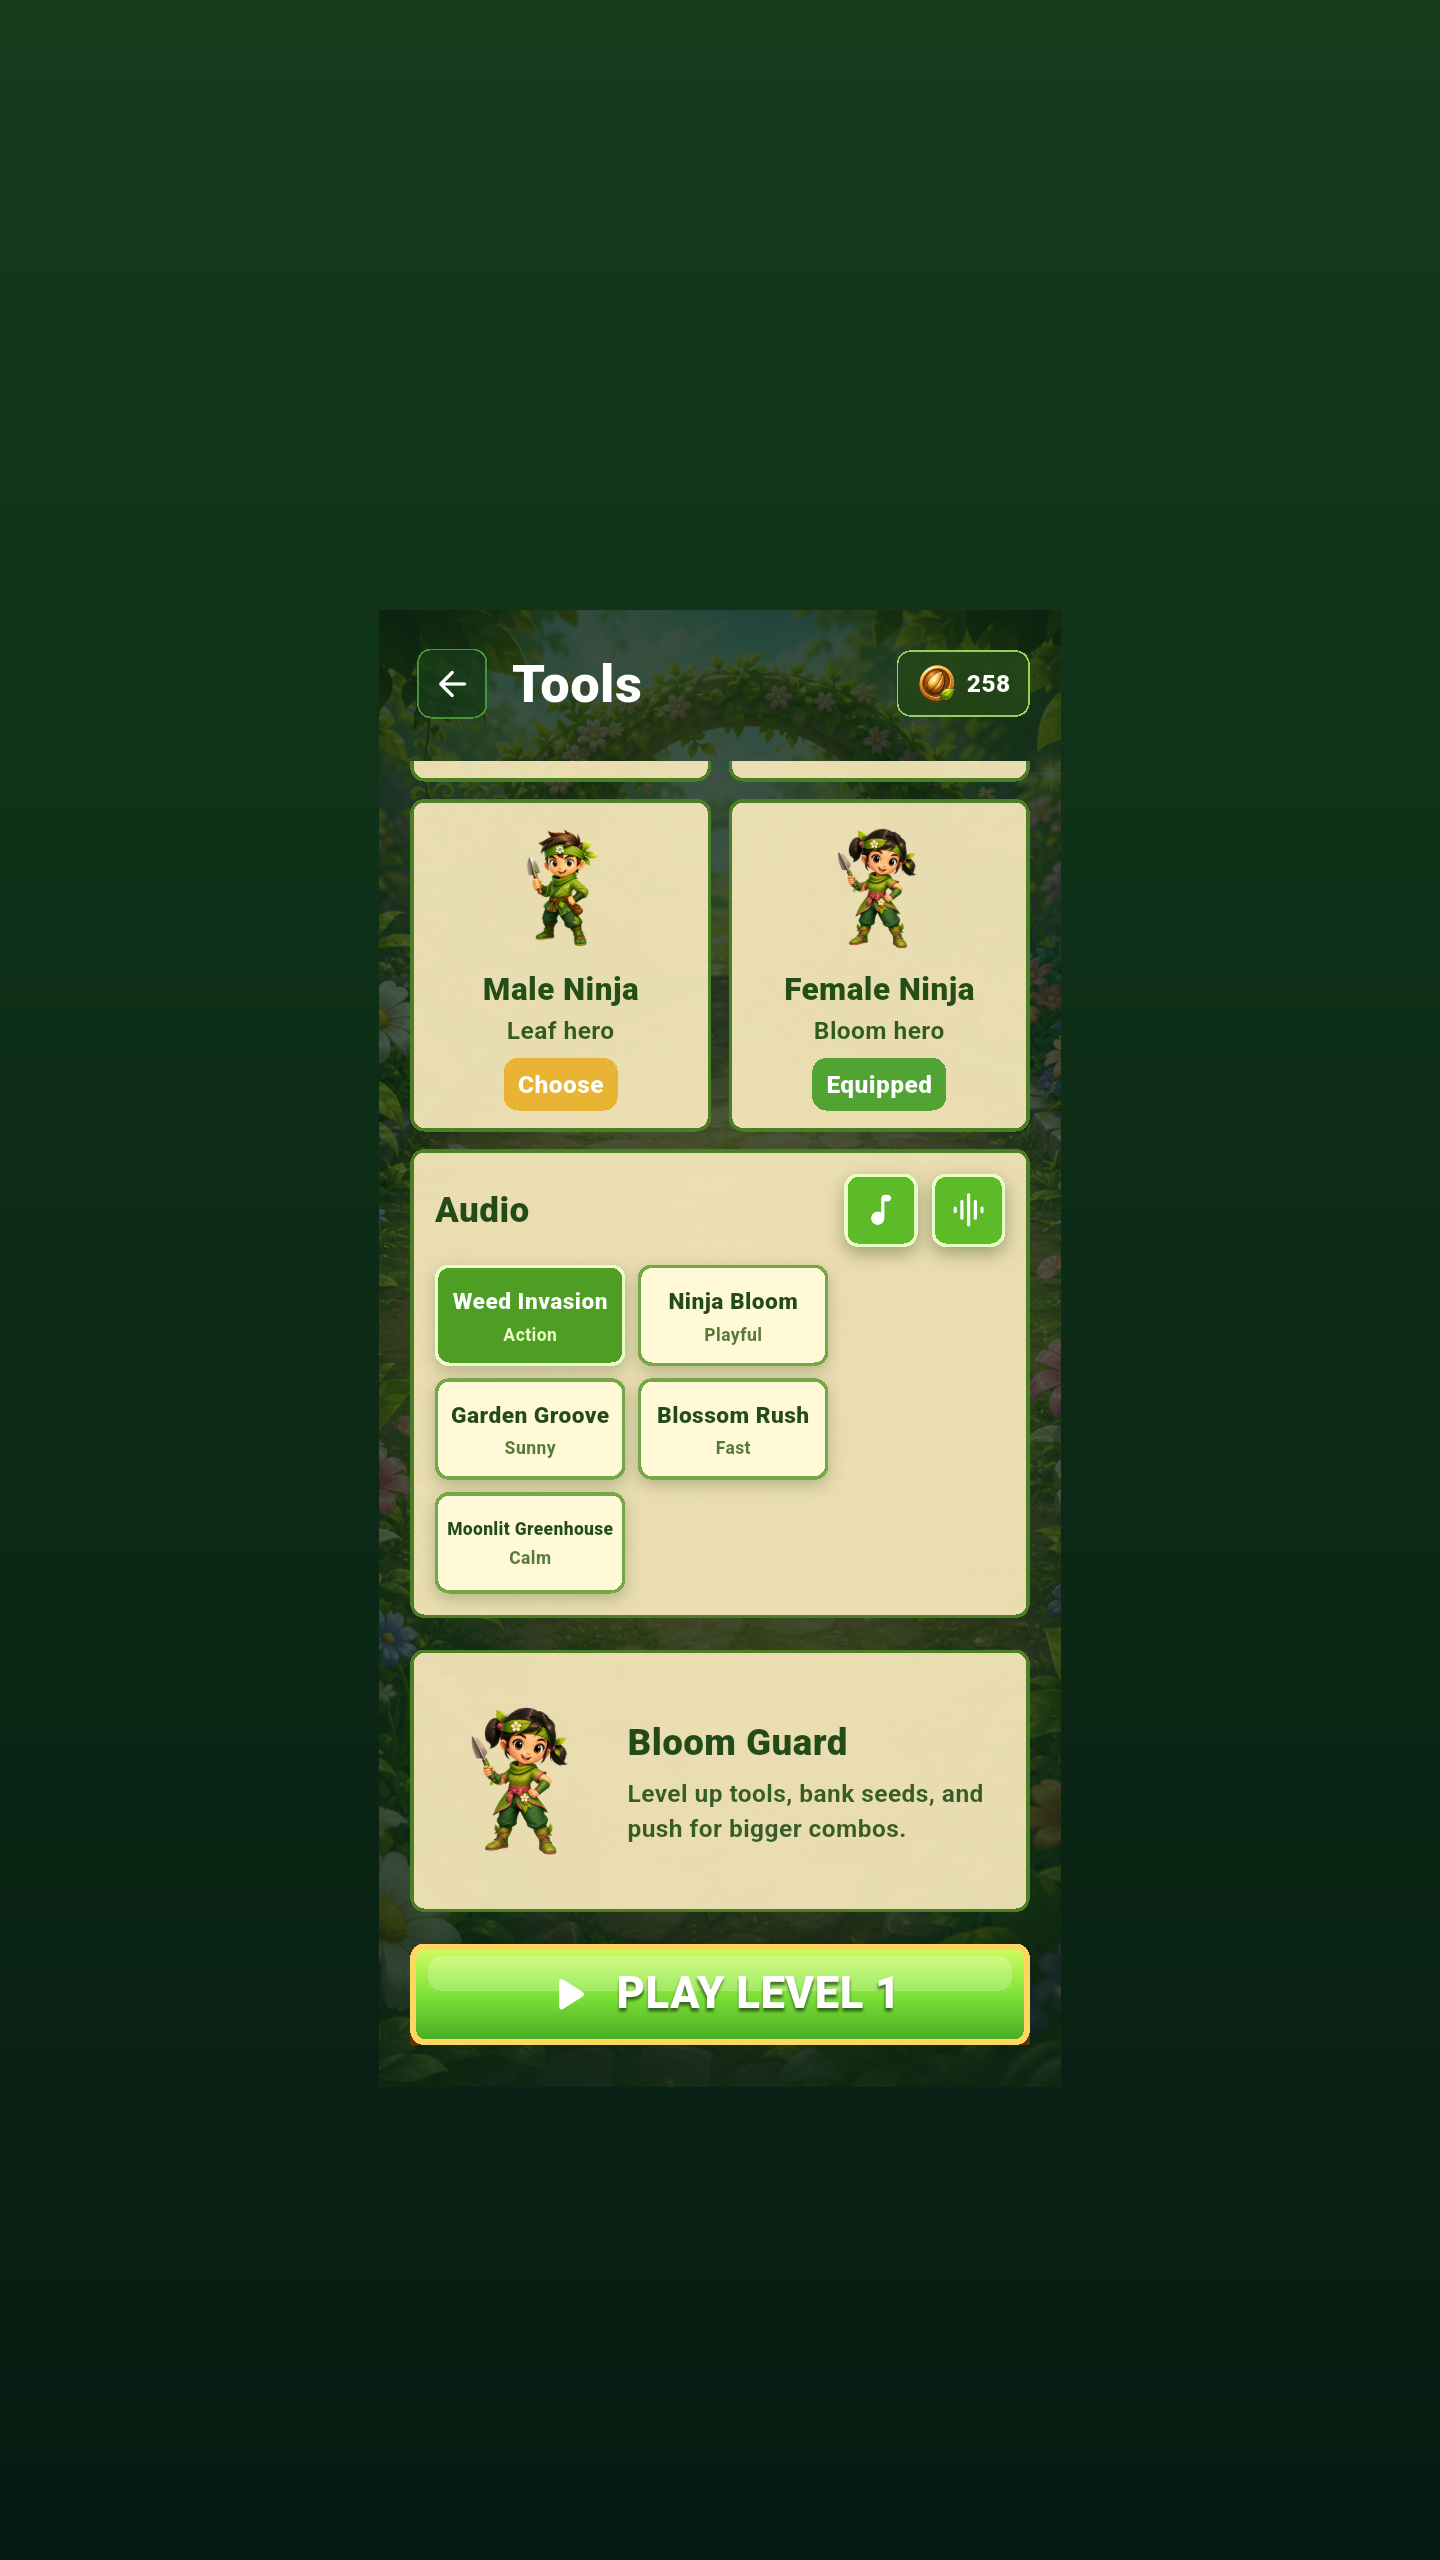 Tools
258
Male Ninja
Leaf hero
Choose
Female Ninja
Bloom hero
Equipped
Audio
Weed Invasion
Action
Ninja Bloom
Playful
Garden Groove
Sunny
Blossom Rush
Fast
Moonlit Greenhouse
Calm
Bloom Guard
Level up tools, bank seeds, and
push for bigger combos.
PLAY LEVEL 1